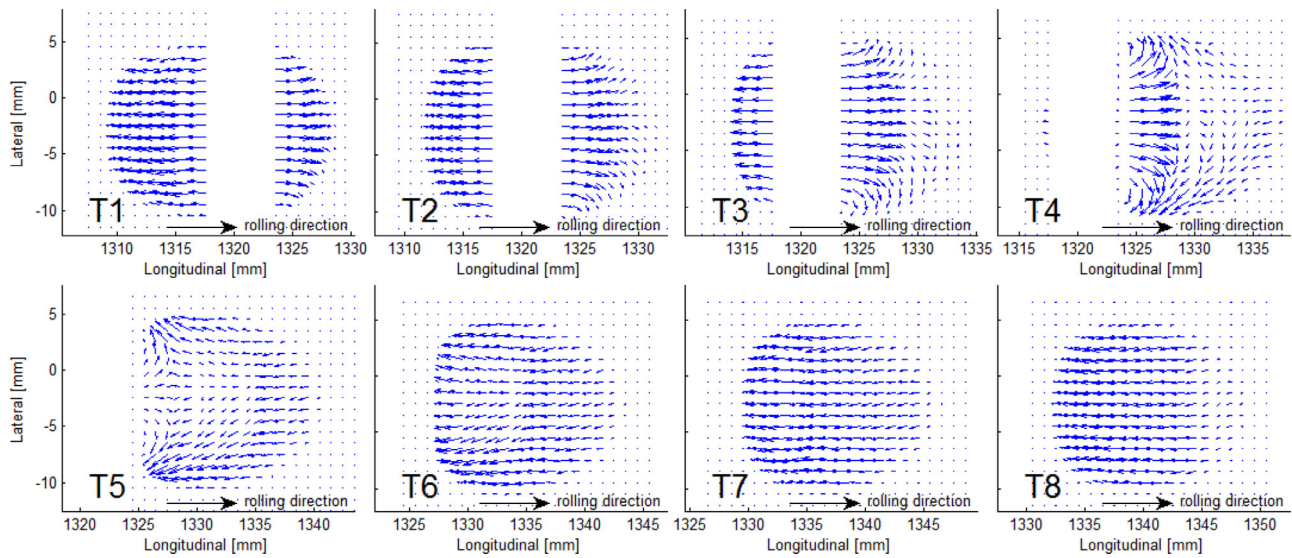 Lateral [mm]
5
0
-5
-10
T1
rolling direction
1310 1315 1320 1325 1330
Longitudinal [mm]
T2
rolling direction
1310 1315 1320 1325 1330
Longitudinal [mm]
T3
rolling direction
1315 1320 1325 1330 1335
Longitudinal [mm]
T4
rolling direction
1315 1320 1325 1330 1335
Longitudinal [mm]
Lateral [mm]
5
0
-5
-10
T5
rolling direction
1320 1325 1330 1335 1340
Longitudinal [mm]
T6
rolling direction
1325 1330 1335 1340 1345
Longitudinal [mm]
T7
rolling direction
1325 1330 1335 1340 1345
Longitudinal [mm]
T8
rolling direction
1330 1335 1340 1345 1350
Longitudinal [mm]